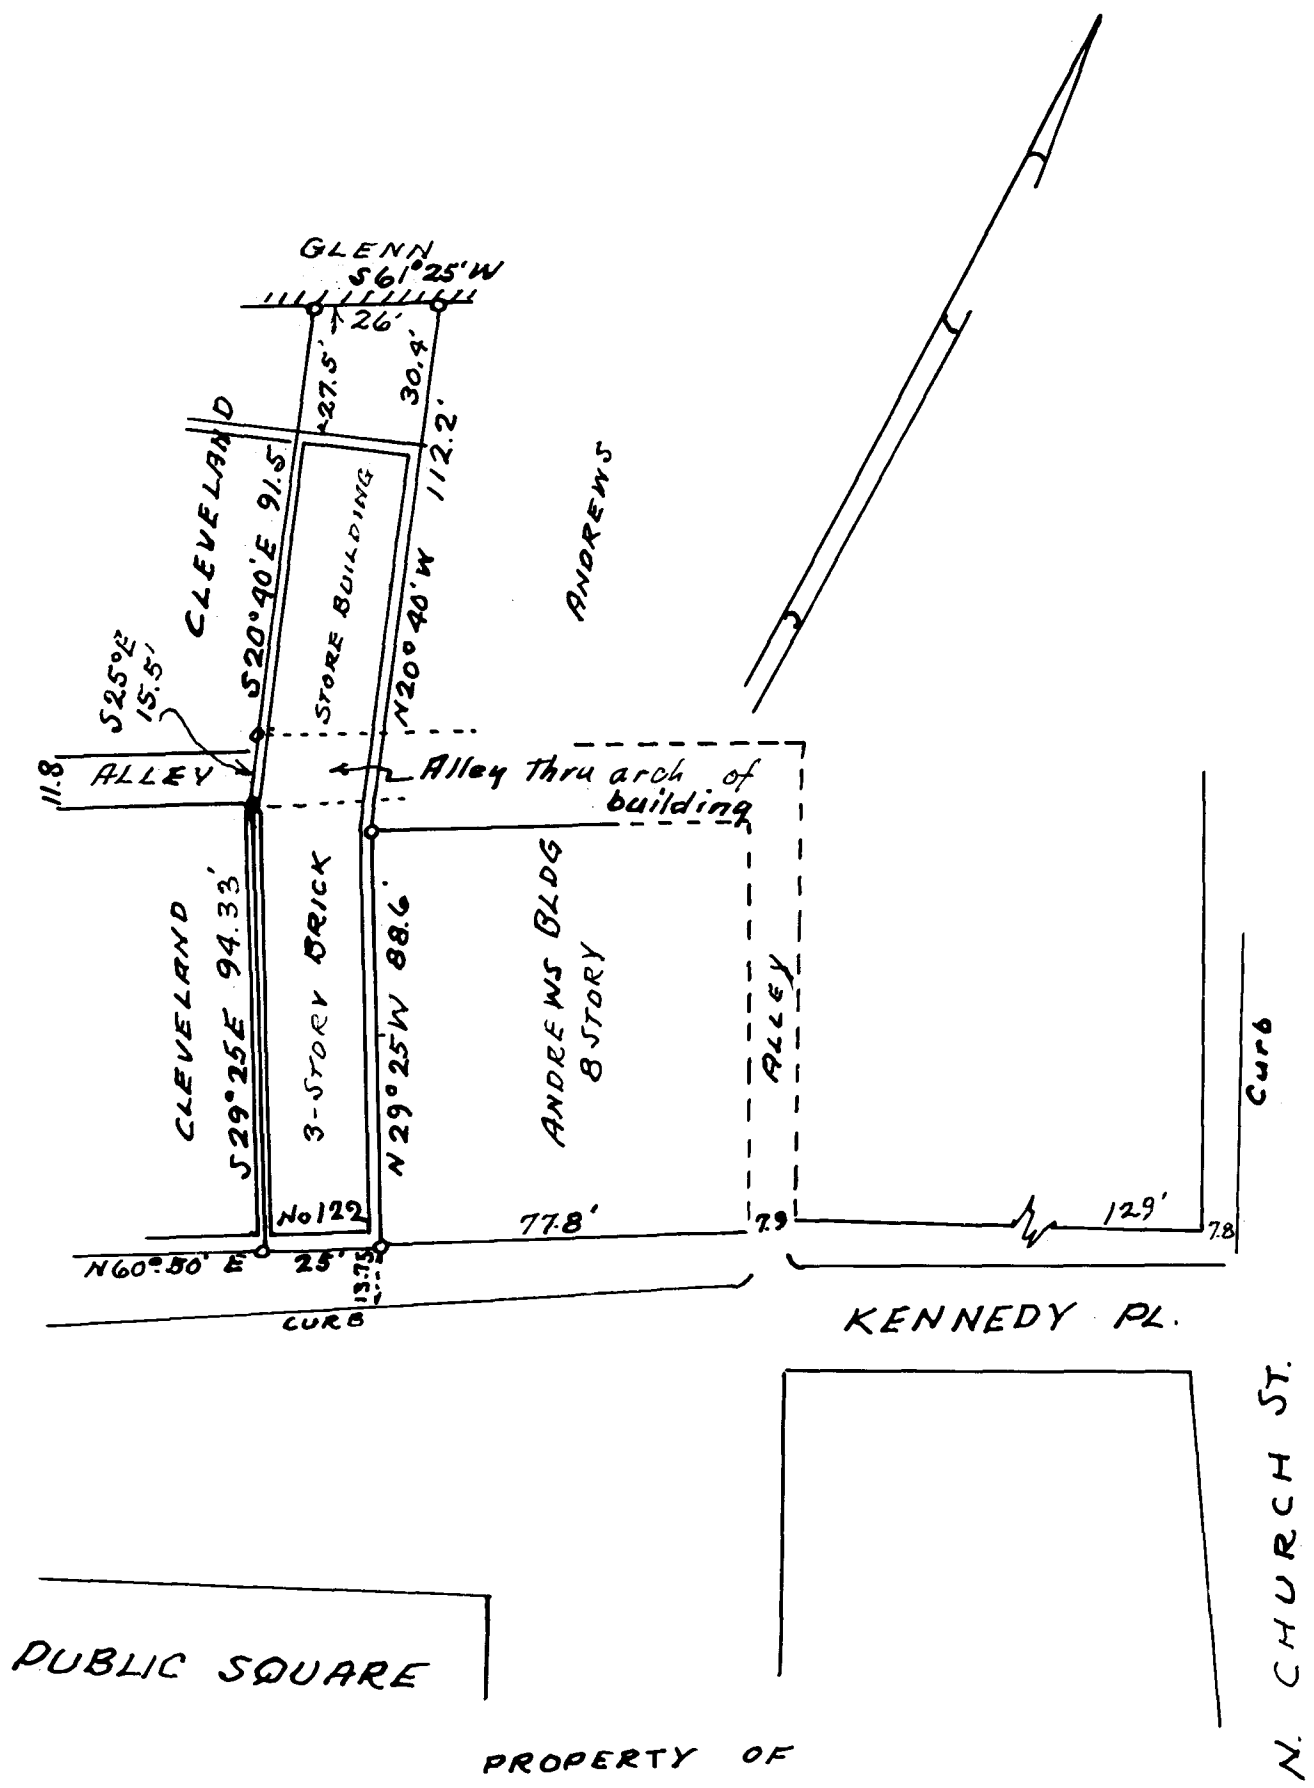 GLENN
S61°25'W
26'
27.5'
30.4'
112.2'
CLEVELAND
S20°40'E 91.5
STORE BUILDING
N20°40'W
ANDREWS
S25°E
15.5'
11.8
ALLEY
Alley Thru arch of
building
CLEVELAND
S29°25E 94.33'
3-STORY BRICK
N29°25W 88.6'
ANDREWS BLDG
8 STORY
ALLEY
Curb
No 122
77.8'
7.9
129'
7.8
N60°50' E
25'
13.75
CURB
KENNEDY PL.
N. CHURCH ST.
PUBLIC SQUARE
PROPERTY OF